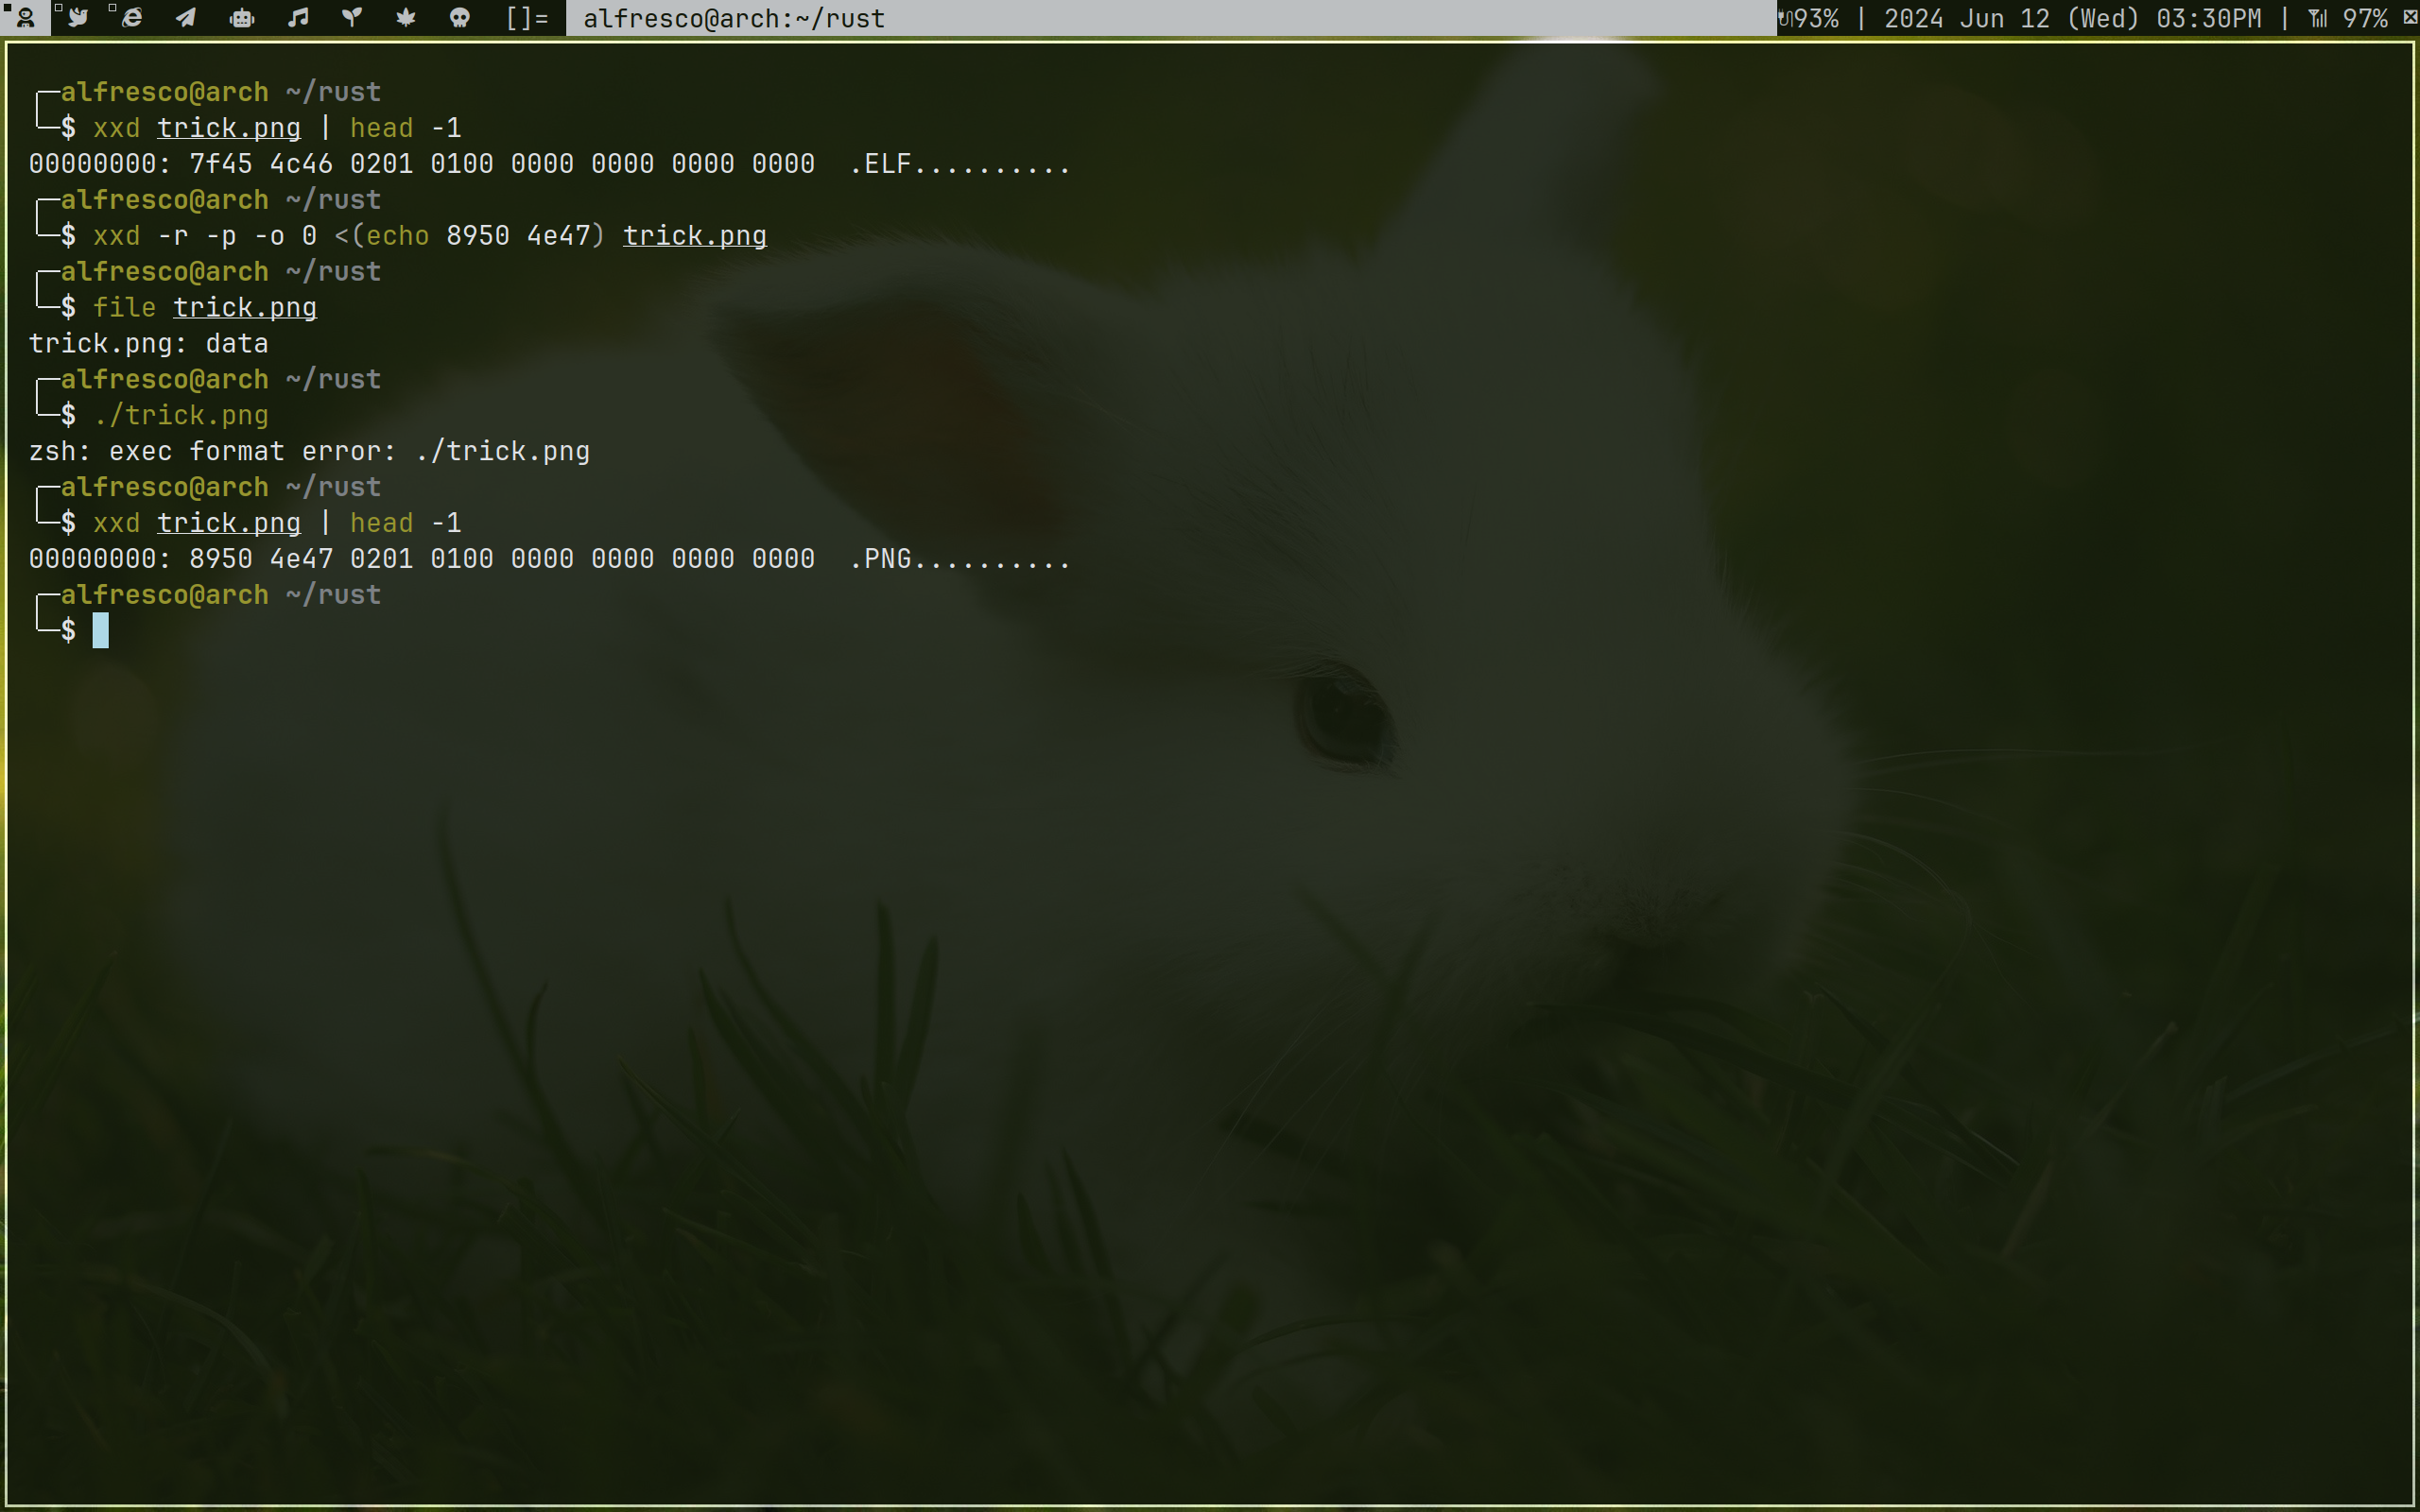 []= alfresco@arch:~/rust 93% | 2024 Jun 12 (Wed) 03:30PM | 97%
alfresco@arch ~/rust
$ xxd trick.png | head -1
00000000: 7f45 4c46 0201 0100 0000 0000 0000 0000  .ELF..........
alfresco@arch ~/rust
$ xxd -r -p -o 0 <(echo 8950 4e47) trick.png
alfresco@arch ~/rust
$ file trick.png
trick.png: data
alfresco@arch ~/rust
$ ./trick.png
zsh: exec format error: ./trick.png
alfresco@arch ~/rust
$ xxd trick.png | head -1
00000000: 8950 4e47 0201 0100 0000 0000 0000 0000  .PNG..........
alfresco@arch ~/rust
$